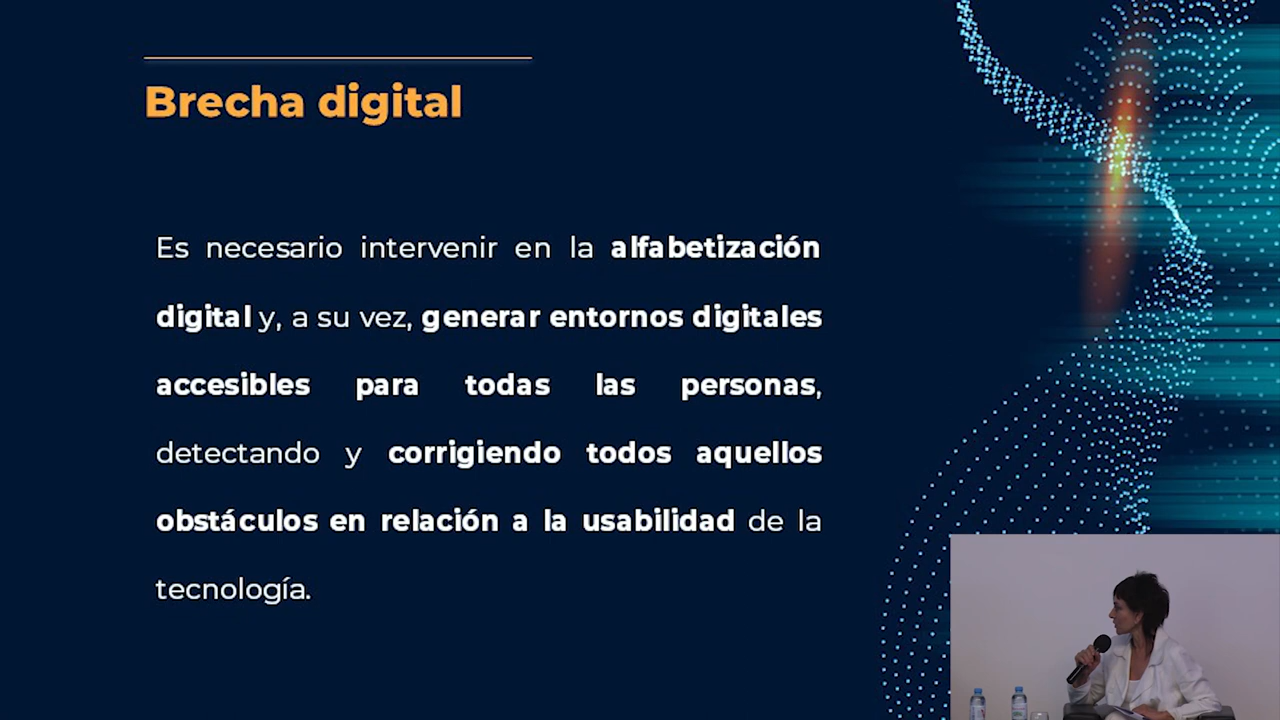 Brecha digital
Es necesario intervenir en la alfabetización
digital y, a su vez, generar entornos digitales
accesibles para todas las personas,
detectando y corrigiendo todos aquellos
obstáculos en relación a la usabilidad de la
tecnología.